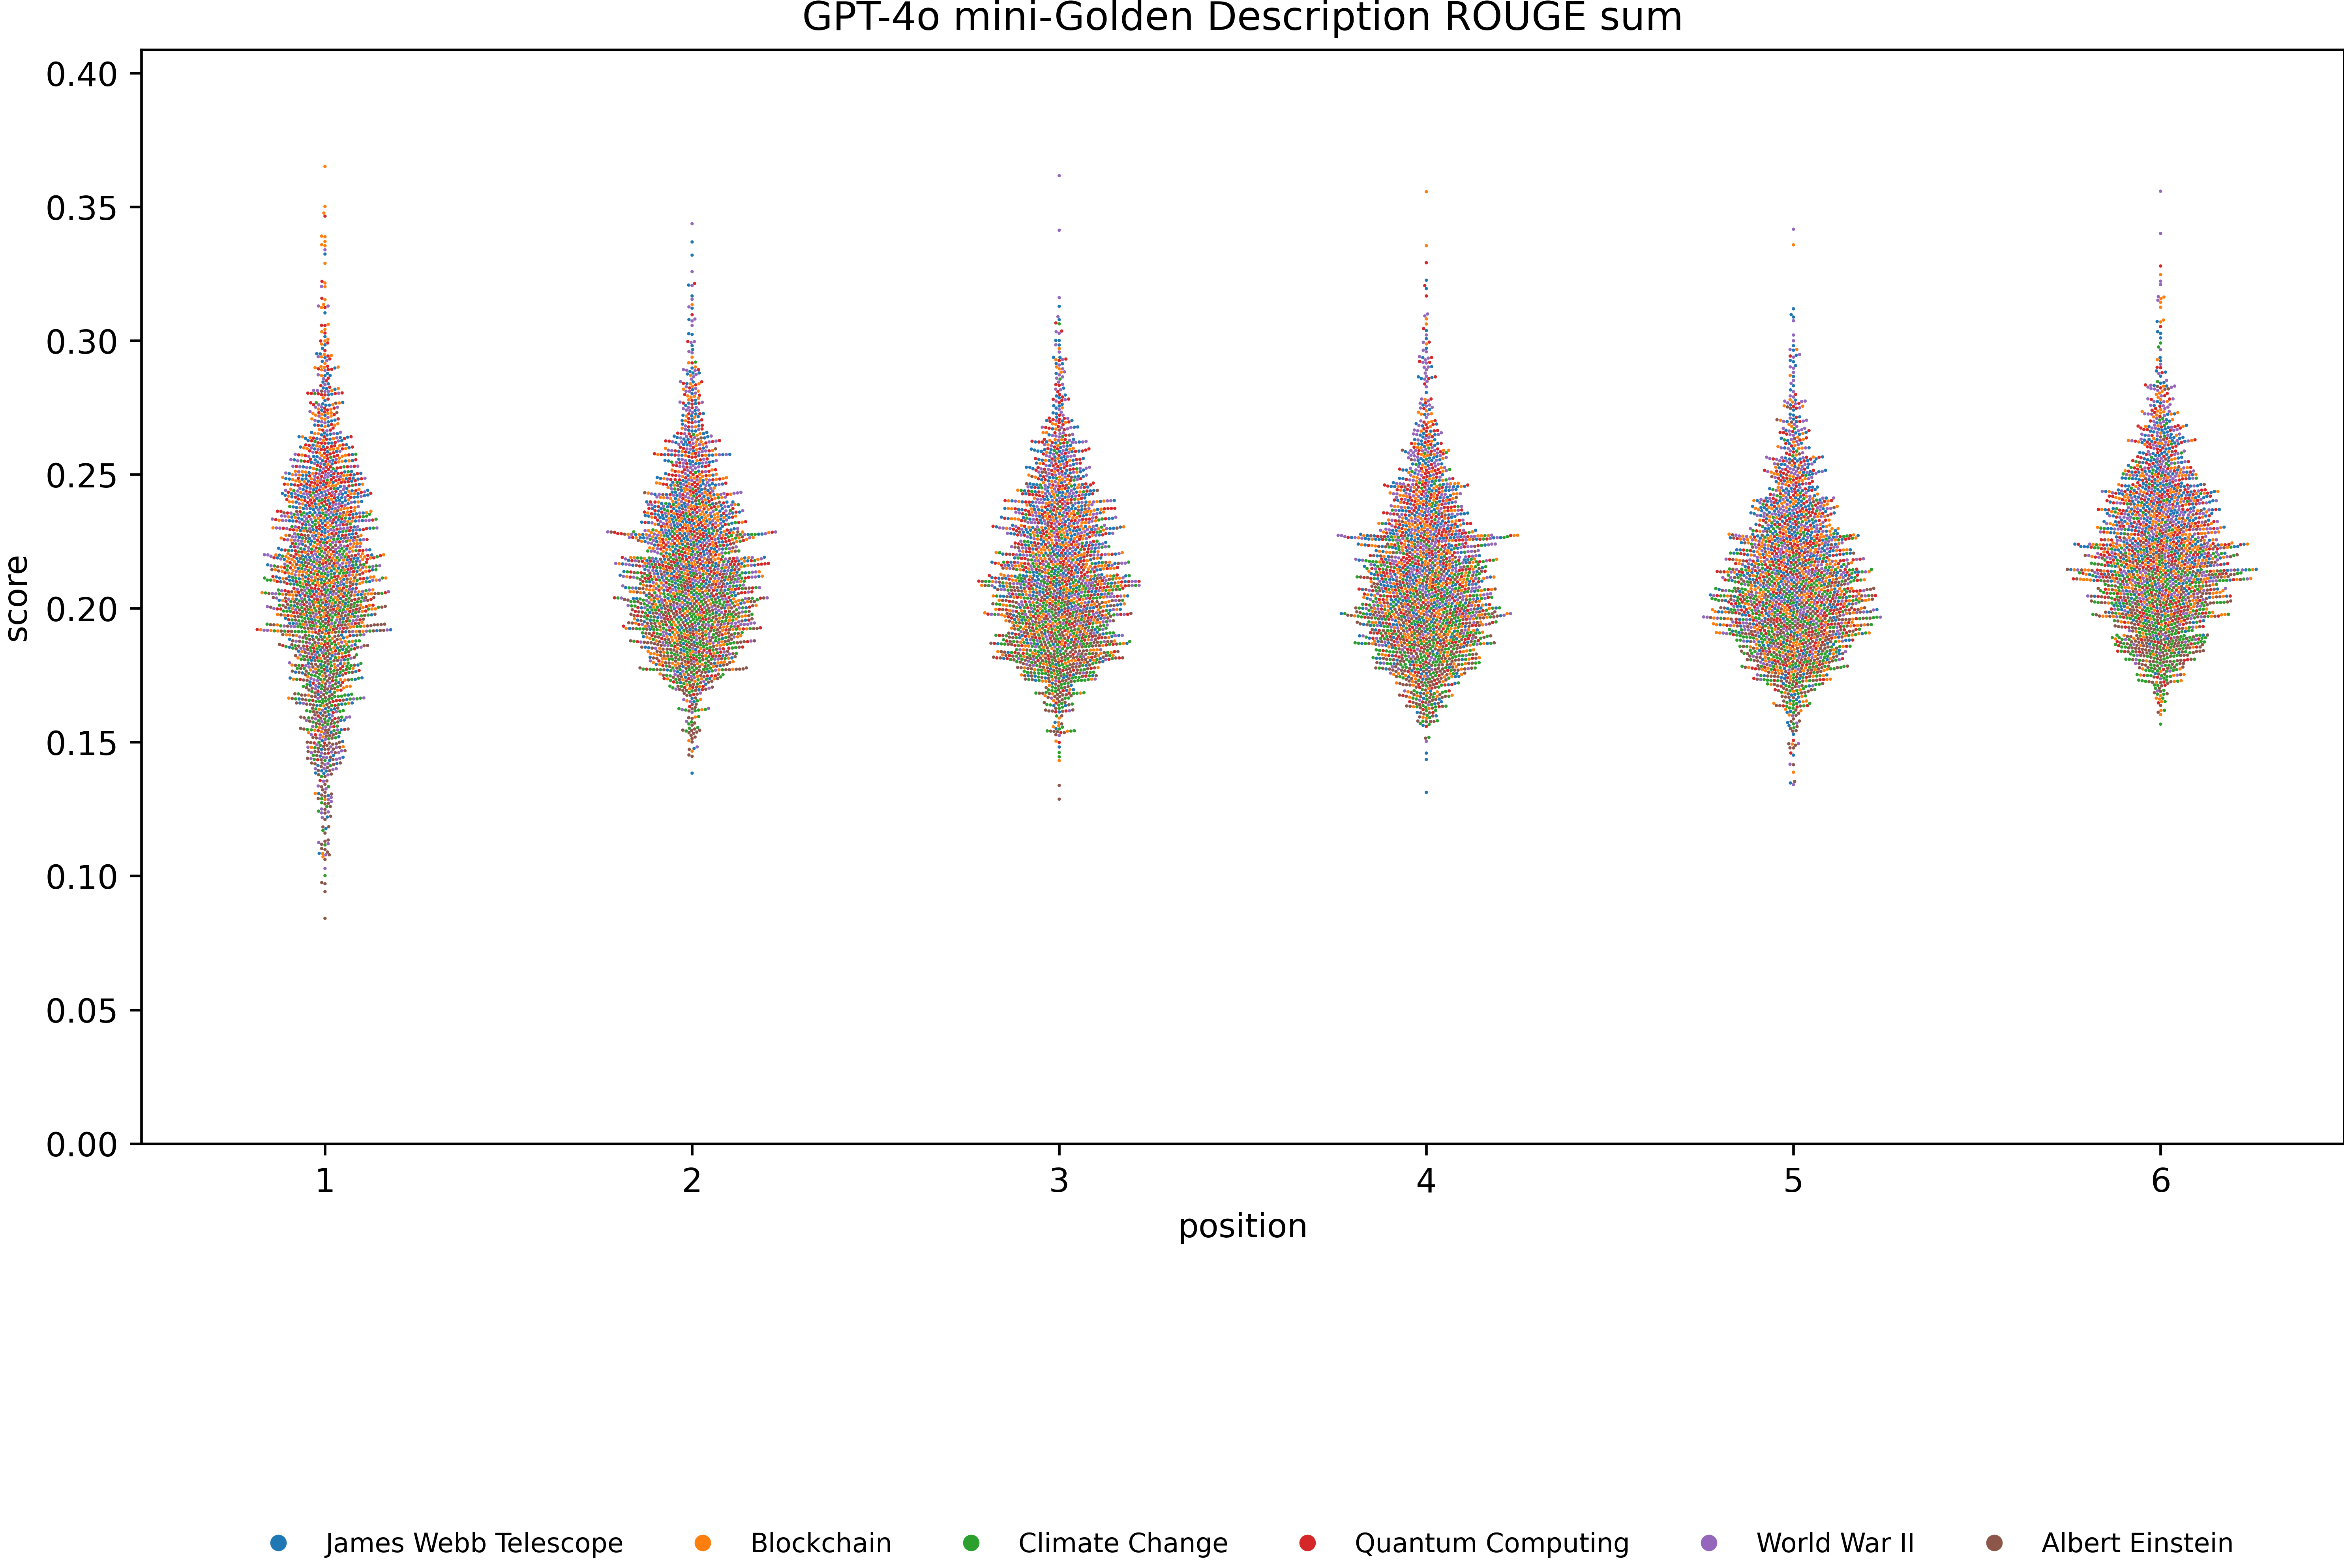 GPT-4o mini-Golden Description ROUGE sum
0.40
0.35
0.30
0.25
0.20
0.15
0.10
0.05
0.00
score
1 2 3 4 5 6
position
James Webb Telescope Blockchain Climate Change Quantum Computing World War II Albert Einstein